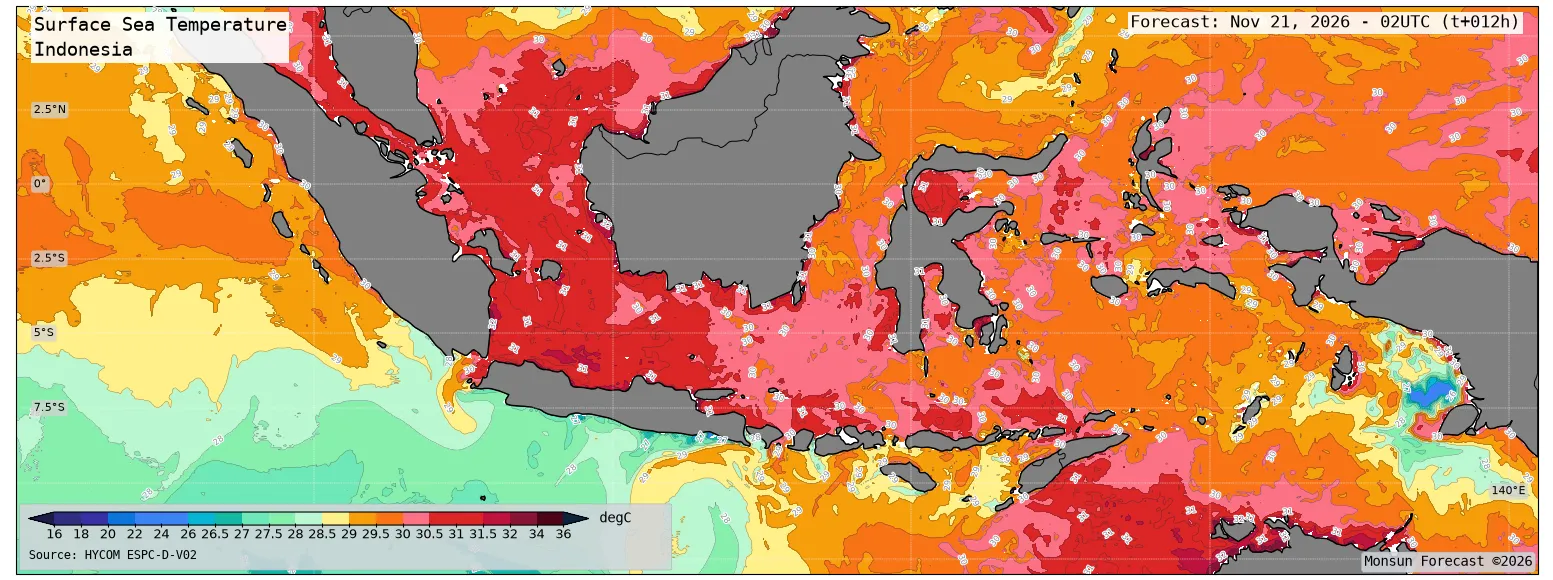 Surface Sea Temperature
Indonesia
Forecast: Nov 21, 2026 - 02UTC (t+012h)
2.5°N
0°
2.5°S
5°S
7.5°S
140°E
16 18 20 22 24 26 26.5 27 27.5 28 28.5 29 29.5 30 30.5 31 31.5 32 34 36
degC
Source: HYCOM ESPC-D-V02
Monsun Forecast ©2026